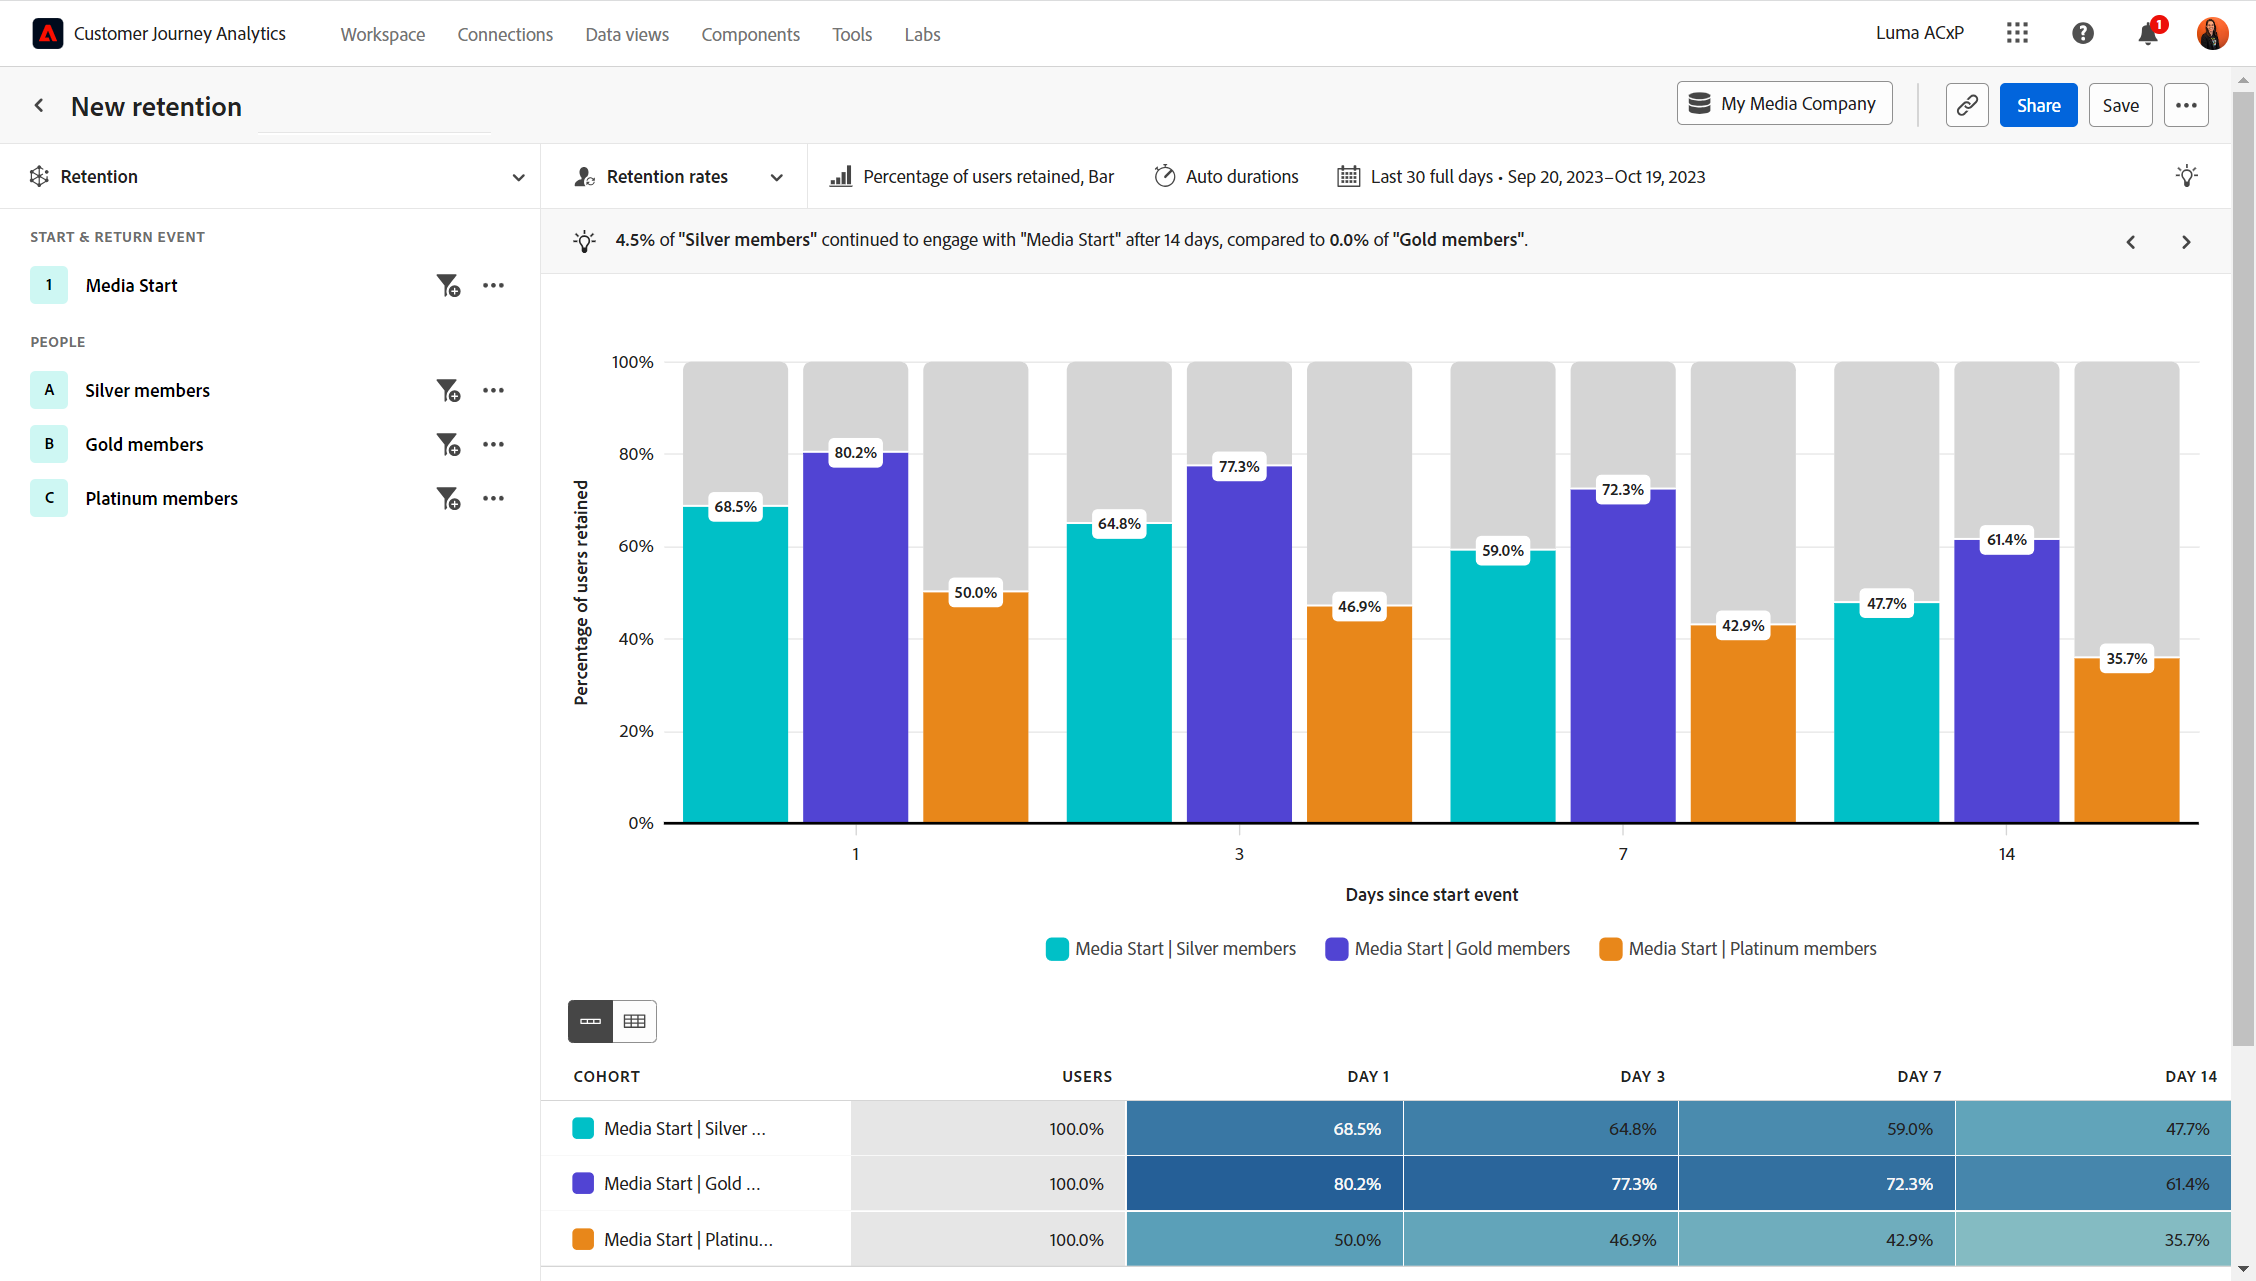 Customer Journey Analytics Workspace Connections Data views Components Tools Labs Luma ACxP 1
New retention My Media Company Share Save
Retention Retention rates Percentage of users retained, Bar Auto durations Last 30 full days • Sep 20, 2023–Oct 19, 2023
START & RETURN EVENT
1 Media Start
PEOPLE
A Silver members
B Gold members
C Platinum members
4.5% of "Silver members" continued to engage with "Media Start" after 14 days, compared to 0.0% of "Gold members".
Percentage of users retained
100%
80%
60%
40%
20%
0%
68.5% 80.2% 50.0% 64.8% 77.3% 46.9% 59.0% 72.3% 42.9% 47.7% 61.4% 35.7%
1 3 7 14
Days since start event
Media Start | Silver members Media Start | Gold members Media Start | Platinum members
COHORT USERS DAY 1 DAY 3 DAY 7 DAY 14
Media Start | Silver ... 100.0% 68.5% 64.8% 59.0% 47.7%
Media Start | Gold ... 100.0% 80.2% 77.3% 72.3% 61.4%
Media Start | Platinu... 100.0% 50.0% 46.9% 42.9% 35.7%